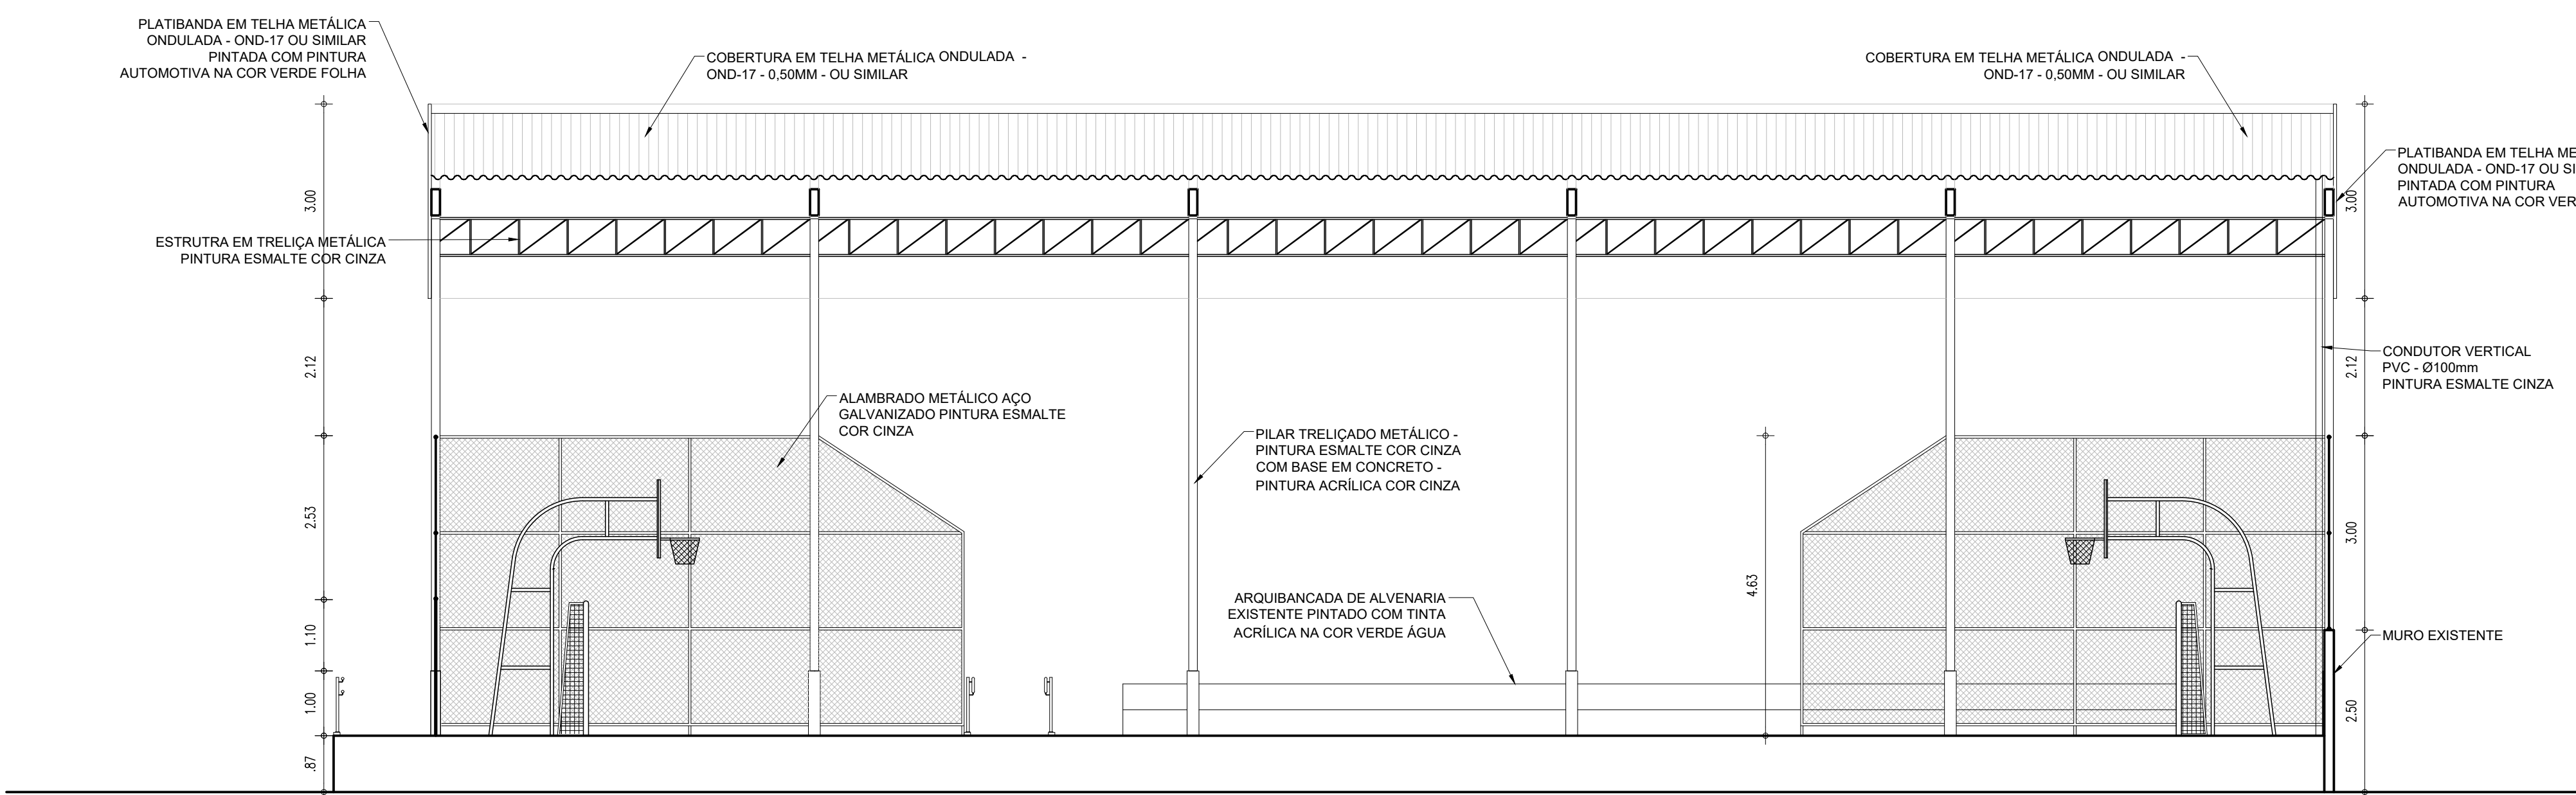 PLATIBANDA EM TELHA METÁLICA
ONDULADA - OND-17 OU SIMILAR
PINTADA COM PINTURA
AUTOMOTIVA NA COR VERDE FOLHA
COBERTURA EM TELHA METÁLICA ONDULADA -
OND-17 - 0,50MM - OU SIMILAR
COBERTURA EM TELHA METÁLICA ONDULADA -
OND-17 - 0,50MM - OU SIMILAR
PLATIBANDA EM TELHA ME
ONDULADA - OND-17 OU SI
PINTADA COM PINTURA
AUTOMOTIVA NA COR VER
3.00
3.00
ESTRUTRA EM TRELIÇA METÁLICA
PINTURA ESMALTE COR CINZA
2.12
2.12
CONDUTOR VERTICAL
PVC - Ø100mm
PINTURA ESMALTE CINZA
ALAMBRADO METÁLICO AÇO
GALVANIZADO PINTURA ESMALTE
COR CINZA
PILAR TRELIÇADO METÁLICO -
PINTURA ESMALTE COR CINZA
COM BASE EM CONCRETO -
PINTURA ACRÍLICA COR CINZA
2.53
3.00
4.63
ARQUIBANCADA DE ALVENARIA
EXISTENTE PINTADO COM TINTA
ACRÍLICA NA COR VERDE ÁGUA
1.10
MURO EXISTENTE
1.00
2.50
.87